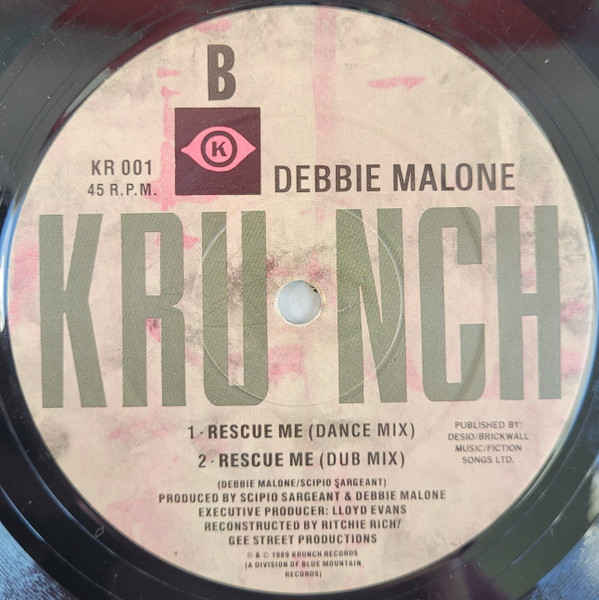 B
K
KR 001
45 R.P.M.
DEBBIE MALONE
KRUNCH
1 · RESCUE ME (DANCE MIX)
2 · RESCUE ME (DUB MIX)
PUBLISHED BY:
DESIO/BRICKWALL
MUSIC/FICTION
SONGS LTD.
(DEBBIE MALONE/SCIPIO SARGEANT)
PRODUCED BY SCIPIO SARGEANT & DEBBIE MALONE
EXECUTIVE PRODUCER: LLOYD EVANS
RECONSTRUCTED BY RITCHIE RICH/
GEE STREET PRODUCTIONS
℗ & © 1989 KRUNCH RECORDS
(A DIVISION OF BLUE MOUNTAIN
RECORDS)